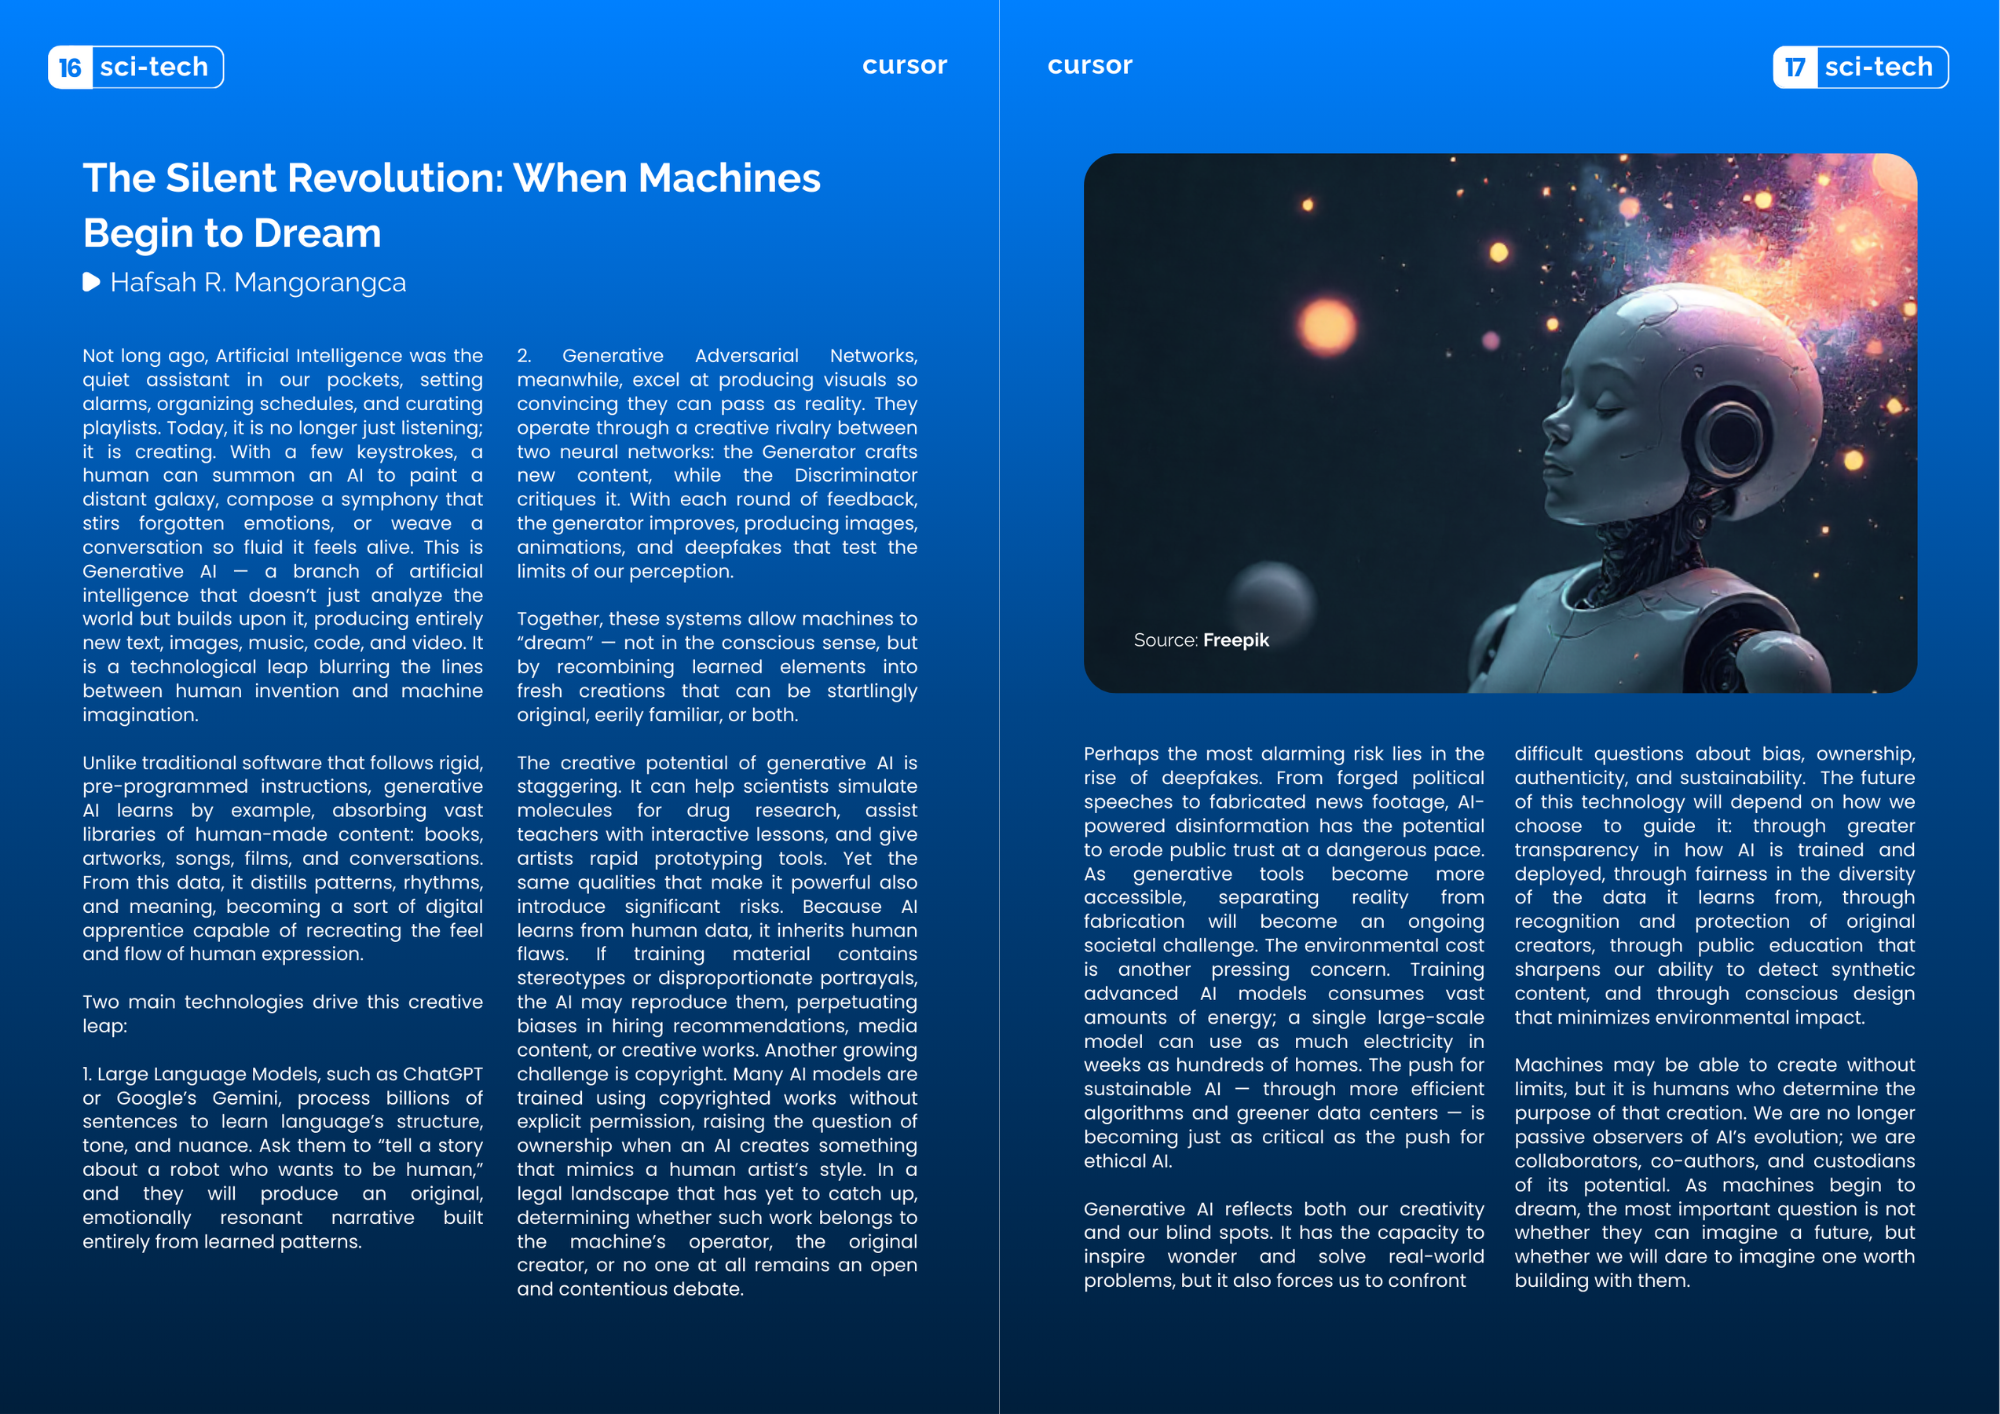 16 sci-tech
cursor
The Silent Revolution: When Machines
Begin to Dream
Hafsah R. Mangorangca
Not long ago, Artificial Intelligence was the
quiet assistant in our pockets, setting
alarms, organizing schedules, and curating
playlists. Today, it is no longer just listening;
it is creating. With a few keystrokes, a
human can summon an AI to paint a
distant galaxy, compose a symphony that
stirs forgotten emotions, or weave a
conversation so fluid it feels alive. This is
Generative AI — a branch of artificial
intelligence that doesn’t just analyze the
world but builds upon it, producing entirely
new text, images, music, code, and video. It
is a technological leap blurring the lines
between human invention and machine
imagination.
Unlike traditional software that follows rigid,
pre-programmed instructions, generative
AI learns by example, absorbing vast
libraries of human-made content: books,
artworks, songs, films, and conversations.
From this data, it distills patterns, rhythms,
and meaning, becoming a sort of digital
apprentice capable of recreating the feel
and flow of human expression.
Two main technologies drive this creative
leap:
1. Large Language Models, such as ChatGPT
or Google’s Gemini, process billions of
sentences to learn language’s structure,
tone, and nuance. Ask them to “tell a story
about a robot who wants to be human,”
and they will produce an original,
emotionally resonant narrative built
entirely from learned patterns.
2. Generative Adversarial Networks,
meanwhile, excel at producing visuals so
convincing they can pass as reality. They
operate through a creative rivalry between
two neural networks: the Generator crafts
new content, while the Discriminator
critiques it. With each round of feedback,
the generator improves, producing images,
animations, and deepfakes that test the
limits of our perception.
Together, these systems allow machines to
“dream” — not in the conscious sense, but
by recombining learned elements into
fresh creations that can be startlingly
original, eerily familiar, or both.
The creative potential of generative AI is
staggering. It can help scientists simulate
molecules for drug research, assist
teachers with interactive lessons, and give
artists rapid prototyping tools. Yet the
same qualities that make it powerful also
introduce significant risks. Because AI
learns from human data, it inherits human
flaws. If training material contains
stereotypes or disproportionate portrayals,
the AI may reproduce them, perpetuating
biases in hiring recommendations, media
content, or creative works. Another growing
challenge is copyright. Many AI models are
trained using copyrighted works without
explicit permission, raising the question of
ownership when an AI creates something
that mimics a human artist’s style. In a
legal landscape that has yet to catch up,
determining whether such work belongs to
the machine’s operator, the original
creator, or no one at all remains an open
and contentious debate.
cursor
17 sci-tech
Source: Freepik
Perhaps the most alarming risk lies in the
rise of deepfakes. From forged political
speeches to fabricated news footage, AI-
powered disinformation has the potential
to erode public trust at a dangerous pace.
As generative tools become more
accessible, separating reality from
fabrication will become an ongoing
societal challenge. The environmental cost
is another pressing concern. Training
advanced AI models consumes vast
amounts of energy; a single large-scale
model can use as much electricity in
weeks as hundreds of homes. The push for
sustainable AI — through more efficient
algorithms and greener data centers — is
becoming just as critical as the push for
ethical AI.
Generative AI reflects both our creativity
and our blind spots. It has the capacity to
inspire wonder and solve real-world
problems, but it also forces us to confront
difficult questions about bias, ownership,
authenticity, and sustainability. The future
of this technology will depend on how we
choose to guide it: through greater
transparency in how AI is trained and
deployed, through fairness in the diversity
of the data it learns from, through
recognition and protection of original
creators, through public education that
sharpens our ability to detect synthetic
content, and through conscious design
that minimizes environmental impact.
Machines may be able to create without
limits, but it is humans who determine the
purpose of that creation. We are no longer
passive observers of AI’s evolution; we are
collaborators, co-authors, and custodians
of its potential. As machines begin to
dream, the most important question is not
whether they can imagine a future, but
whether we will dare to imagine one worth
building with them.